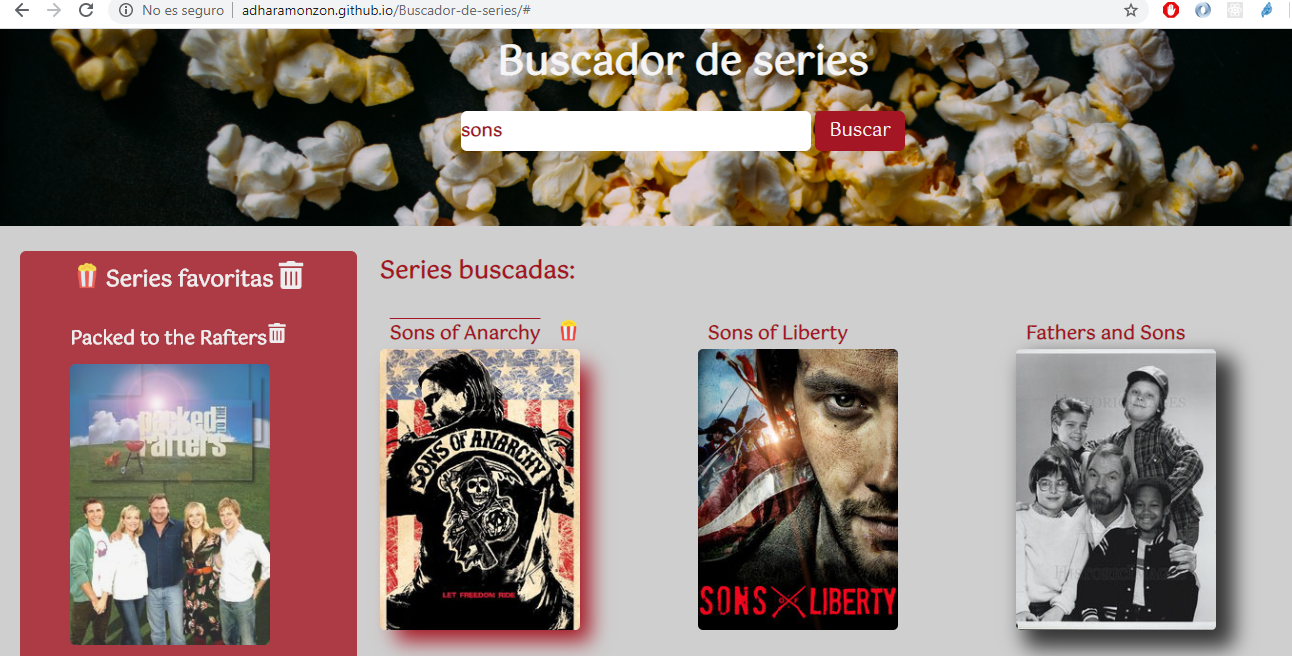 No es seguro | adharamonzon.github.io/Buscador-de-series/#
Buscador de series
sons
Buscar
Series favoritas
Packed to the Rafters
packed
TO THE
rafters
Series buscadas:
Sons of Anarchy
SONS OF ANARCHY
LET FREEDOM RIDE
Sons of Liberty
SONS OF LIBERTY
Fathers and Sons